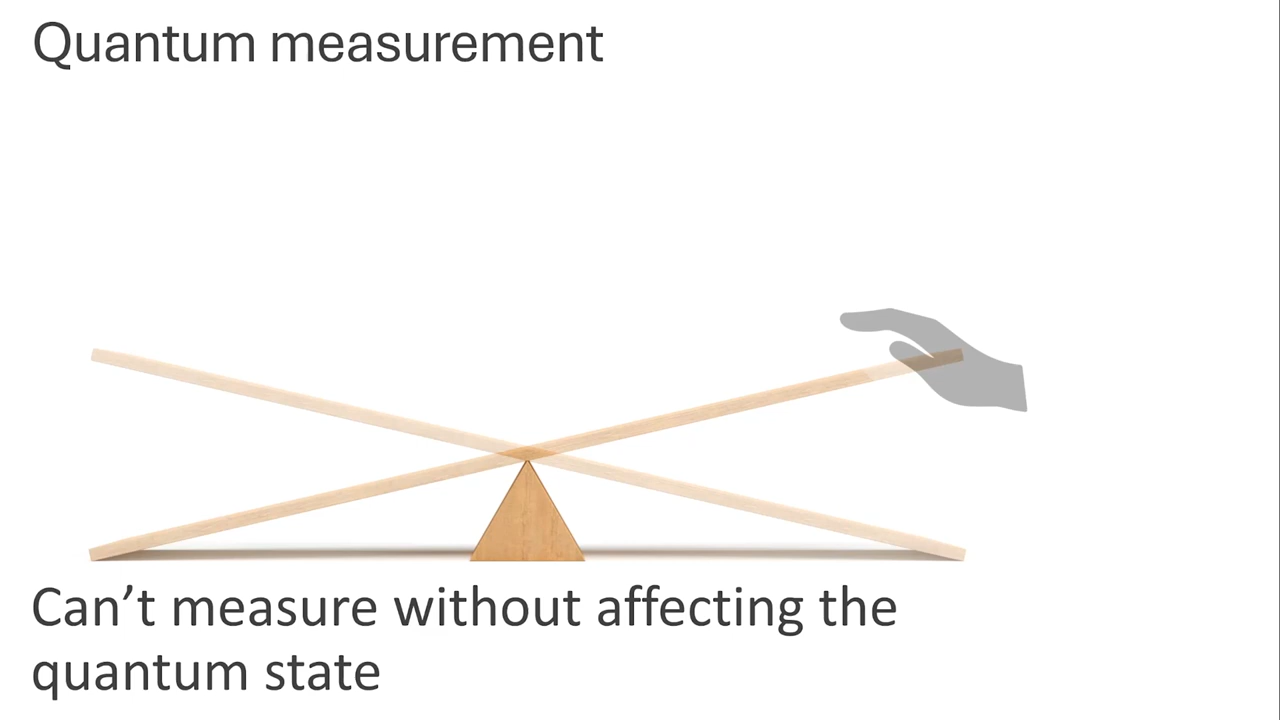 Quantum measurement
Can’t measure without affecting the
quantum state